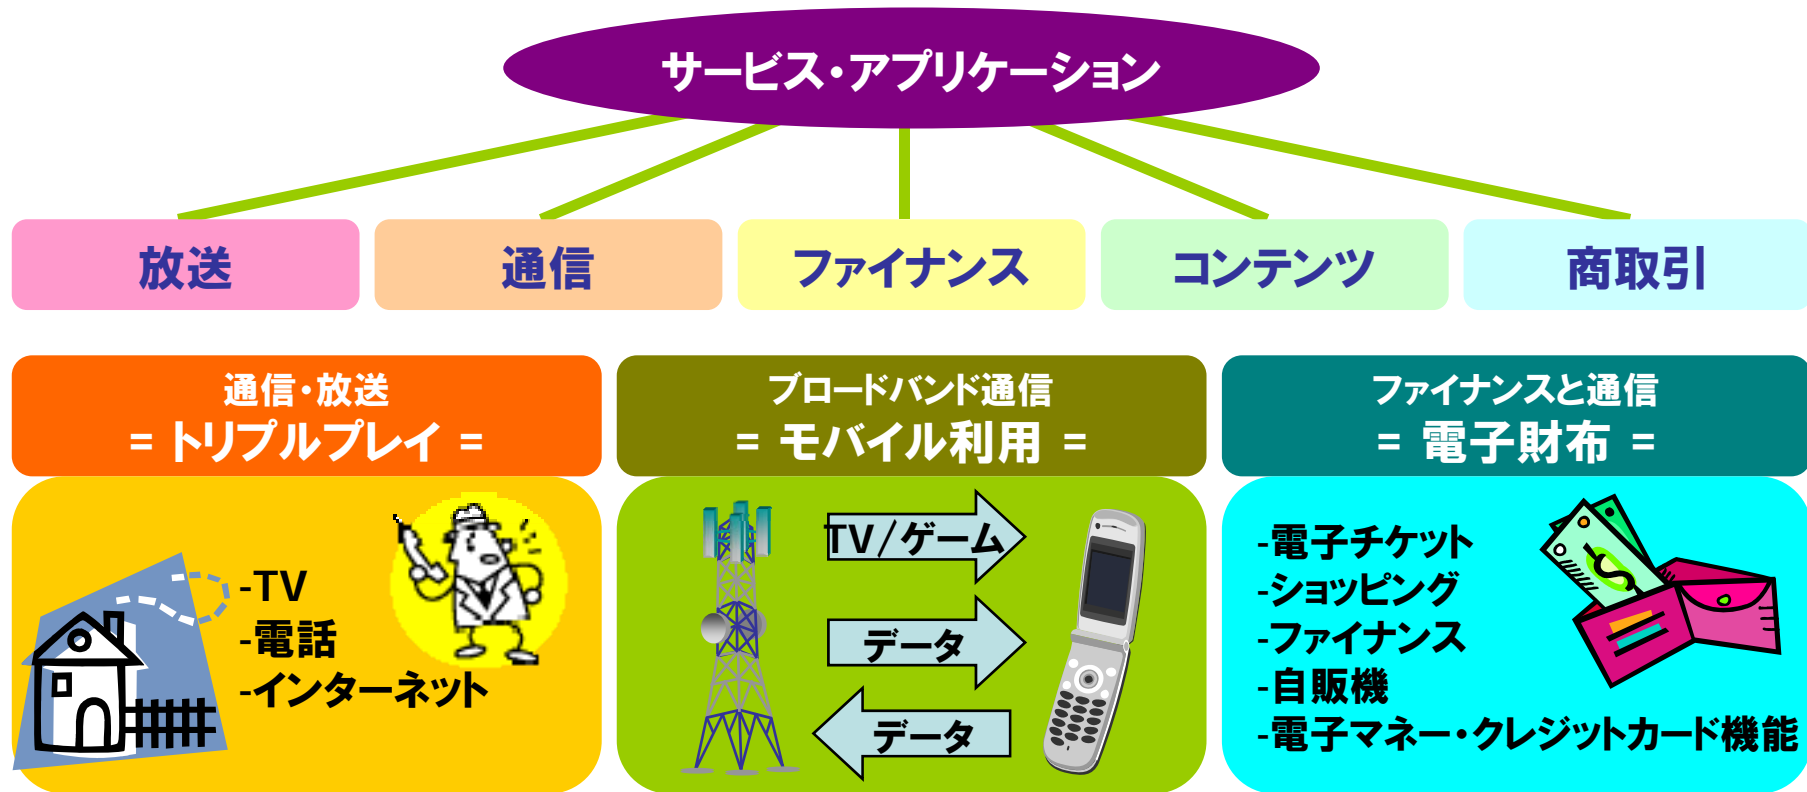 サービス・アプリケーション
放送
通信
ファイナンス
コンテンツ
商取引
通信・放送
= トリプルプレイ =
-TV
-電話
-インターネット
ブロードバンド通信
= モバイル利用 =
TV/ゲーム
データ
データ
ファイナンスと通信
= 電子財布 =
-電子チケット
-ショッピング
-ファイナンス
-自販機
-電子マネー・クレジットカード機能